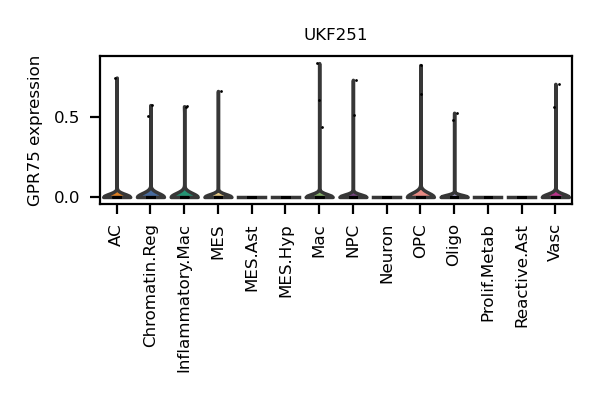 UKF251
GPR75 expression
0.5
0.0
AC
Chromatin.Reg
Inflammatory.Mac
MES
MES.Ast
MES.Hyp
Mac
NPC
Neuron
OPC
Oligo
Prolif.Metab
Reactive.Ast
Vasc